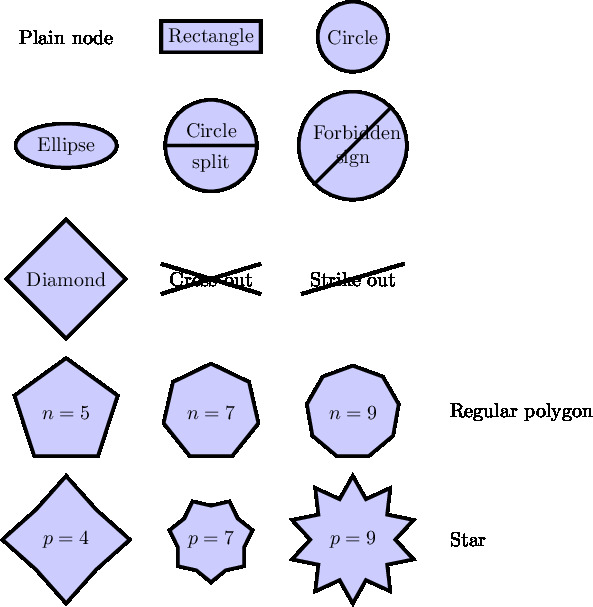 Plain node
Rectangle
Circle
Ellipse
Circle
split
Forbidden
sign
Diamond
Cross out
Strike out
n = 5
n = 7
n = 9
Regular polygon
p = 4
p = 7
p = 9
Star